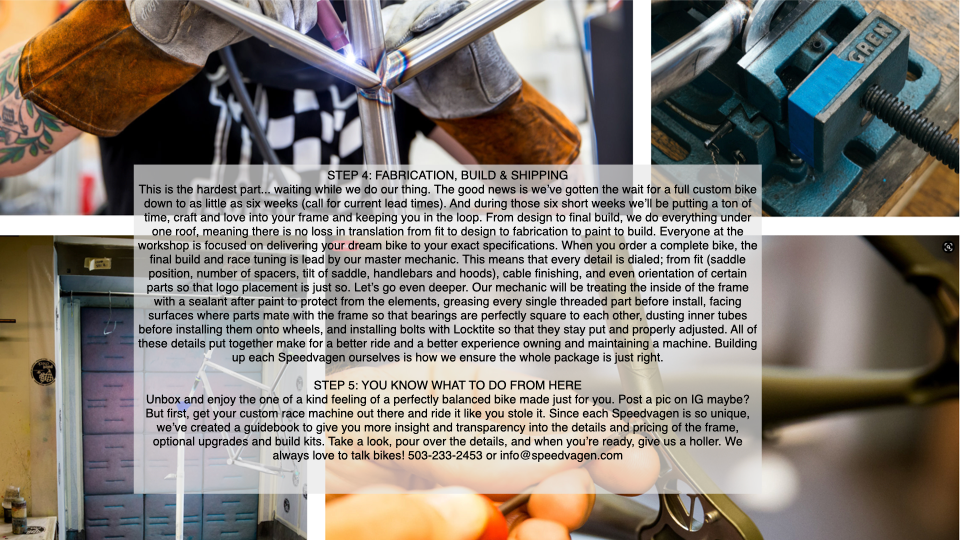 GREN
STEP 4: FABRICATION, BUILD & SHIPPING
This is the hardest part... waiting while we do our thing. The good news is we've gotten the wait for a full custom bike
down to as little as six weeks (call for current lead times). And during those six short weeks we'll be putting a ton of
time, craft and love into your frame and keeping you in the loop. From design to final build, we do everything under
one roof, meaning there is no loss in translation from fit to design to fabrication to paint to build. Everyone at the
workshop is focused on delivering your dream bike to your exact specifications. When you order a complete bike, the
final build and race tuning is lead by our master mechanic. This means that every detail is dialed; from fit (saddle
position, number of spacers, tilt of saddle, handlebars and hoods), cable finishing, and even orientation of certain
parts so that logo placement is just so. Let's go even deeper. Our mechanic will be treating the inside of the frame
with a sealant after paint to protect from the elements, greasing every single threaded part before install, facing
surfaces where parts mate with the frame so that bearings are perfectly square to each other, dusting inner tubes
before installing them onto wheels, and installing bolts with Locktite so that they stay put and properly adjusted. All of
these details put together make for a better ride and a better experience owning and maintaining a machine. Building
up each Speedvagen ourselves is how we ensure the whole package is just right.
STEP 5: YOU KNOW WHAT TO DO FROM HERE
Unbox and enjoy the one of a kind feeling of a perfectly balanced bike made just for you. Post a pic on IG maybe?
But first, get your custom race machine out there and ride it like you stole it. Since each Speedvagen is so unique,
we've created a guidebook to give you more insight and transparency into the details and pricing of the frame,
optional upgrades and build kits. Take a look, pour over the details, and when you're ready, give us a holler. We
always love to talk bikes! 503-233-2453 or info@speedvagen.com